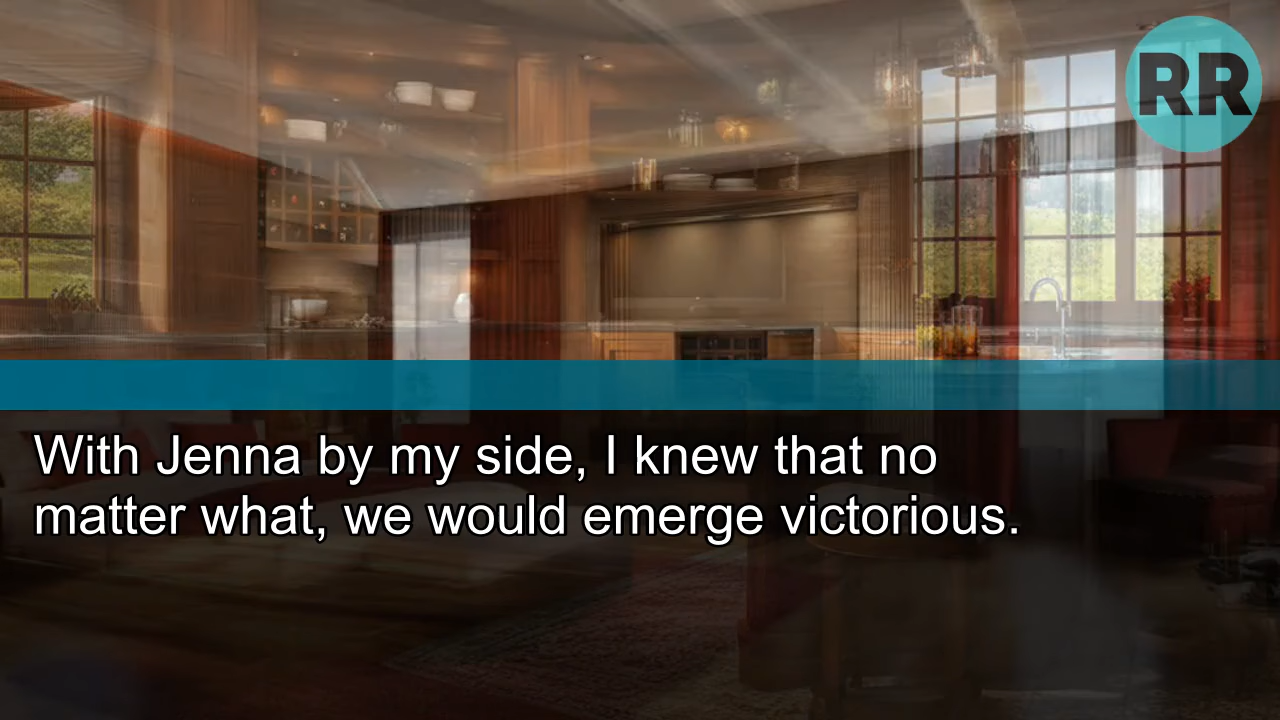 RR
With Jenna by my side, I knew that no
matter what, we would emerge victorious.